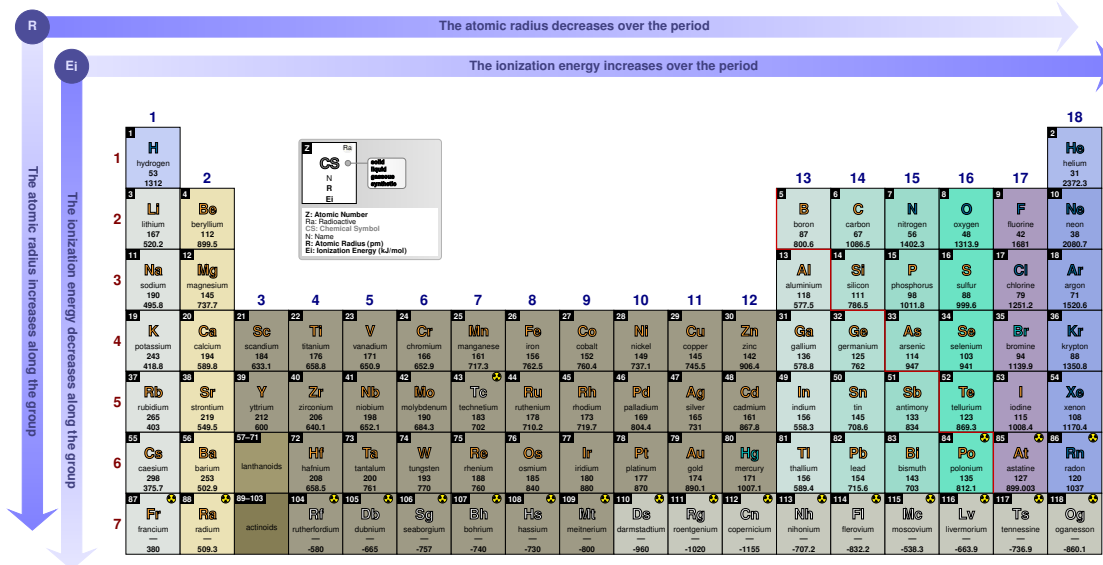 R
The atomic radius decreases over the period
Ei
The ionization energy increases over the period
The atomic radius increases along the group
The ionization energy decreases along the group
1
18
1
1
H
hydrogen
53
1312
Z
Ra
CS
solid
liquid
gaseous
synthetic
N
R
Ei
Z: Atomic Number
Ra: Radioactive
CS: Chemical Symbol
N: Name
R: Atomic Radius (pm)
Ei: Ionization Energy (kJ/mol)
2
He
helium
31
2372.3
2
13 14 15 16 17
2
3 4 5 6 7 8 9 10
Li Be B C N O F Ne
lithium beryllium boron carbon nitrogen oxygen fluorine neon
167 112 87 67 56 48 42 38
520.2 899.5 800.6 1086.5 1402.3 1313.9 1681 2080.7
3
11 12 13 14 15 16 17 18
Na Mg Al Si P S Cl Ar
sodium magnesium aluminium silicon phosphorus sulfur chlorine argon
190 145 118 111 98 88 79 71
495.8 737.7 577.5 786.5 1011.8 999.6 1251.2 1520.6
3 4 5 6 7 8 9 10 11 12
4
19 20 21 22 23 24 25 26 27 28 29 30 31 32 33 34 35 36
K Ca Sc Ti V Cr Mn Fe Co Ni Cu Zn Ga Ge As Se Br Kr
potassium calcium scandium titanium vanadium chromium manganese iron cobalt nickel copper zinc gallium germanium arsenic selenium bromine krypton
243 194 184 176 171 166 161 156 152 149 145 142 136 125 114 103 94 88
418.8 589.8 633.1 658.8 650.9 652.9 717.3 762.5 760.4 737.1 745.5 906.4 578.8 762 947 941 1139.9 1350.8
5
37 38 39 40 41 42 43 44 45 46 47 48 49 50 51 52 53 54
Rb Sr Y Zr Nb Mo Tc Ru Rh Pd Ag Cd In Sn Sb Te I Xe
rubidium strontium yttrium zirconium niobium molybdenum technetium ruthenium rhodium palladium silver cadmium indium tin antimony tellurium iodine xenon
265 219 212 206 198 190 183 178 173 169 165 161 156 145 133 123 115 108
403 549.5 600 640.1 652.1 684.3 702 710.2 719.7 804.4 731 867.8 558.3 708.6 834 869.3 1008.4 1170.4
6
55 56 57–71 72 73 74 75 76 77 78 79 80 81 82 83 84 85 86
Cs Ba lanthanoids Hf Ta W Re Os Ir Pt Au Hg Tl Pb Bi Po At Rn
caesium barium hafnium tantalum tungsten rhenium osmium iridium platinum gold mercury thallium lead bismuth polonium astatine radon
298 253 208 200 193 188 185 180 177 174 171 156 154 143 135 127 120
375.7 502.9 658.5 761 770 760 840 880 870 890.1 1007.1 589.4 715.6 703 812.1 899.003 1037
7
87 88 89–103 104 105 106 107 108 109 110 111 112 113 114 115 116 117 118
Fr Ra actinoids Rf Db Sg Bh Hs Mt Ds Rg Cn Nh Fl Mc Lv Ts Og
francium radium rutherfordium dubnium seaborgium bohrium hassium meitnerium darmstadtium roentgenium copernicium nihonium flerovium moscovium livermorium tennessine oganesson
— — — — — — — — — — — — — — — — —
380 509.3 -580 -665 -757 -740 -730 -800 -960 -1020 -1155 -707.2 -832.2 -538.3 -663.9 -736.9 -860.1